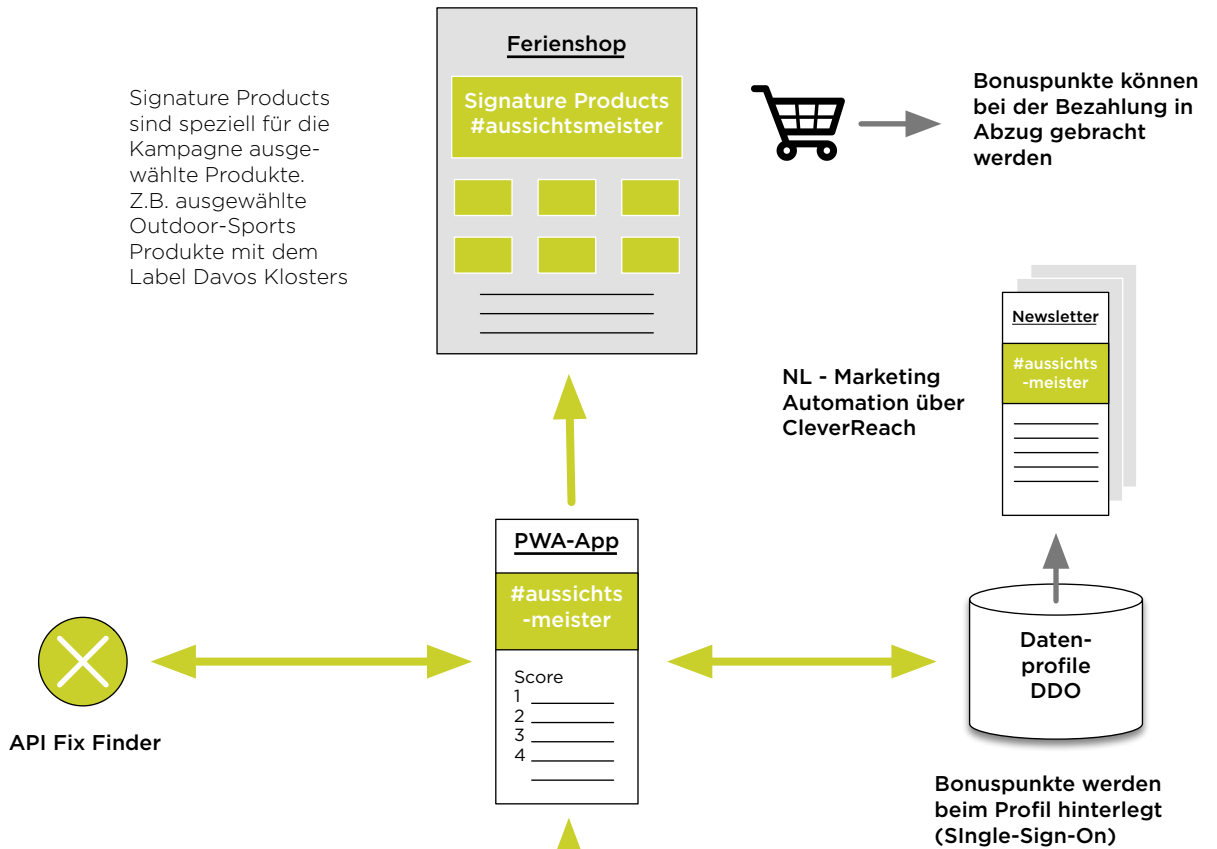 Ferienshop
Signature Products
#aussichtsmeister
Signature Products
sind speziell für die
Kampagne ausge-
wählte Produkte.
Z.B. ausgewählte
Outdoor-Sports
Produkte mit dem
Label Davos Klosters
Bonuspunkte können
bei der Bezahlung in
Abzug gebracht
werden
Newsletter
#aussichts
-meister
NL - Marketing
Automation über
CleverReach
PWA-App
#aussichts
-meister
Score
1
2
3
4
API Fix Finder
Daten-
profile
DDO
Bonuspunkte werden
beim Profil hinterlegt
(SIngle-Sign-On)